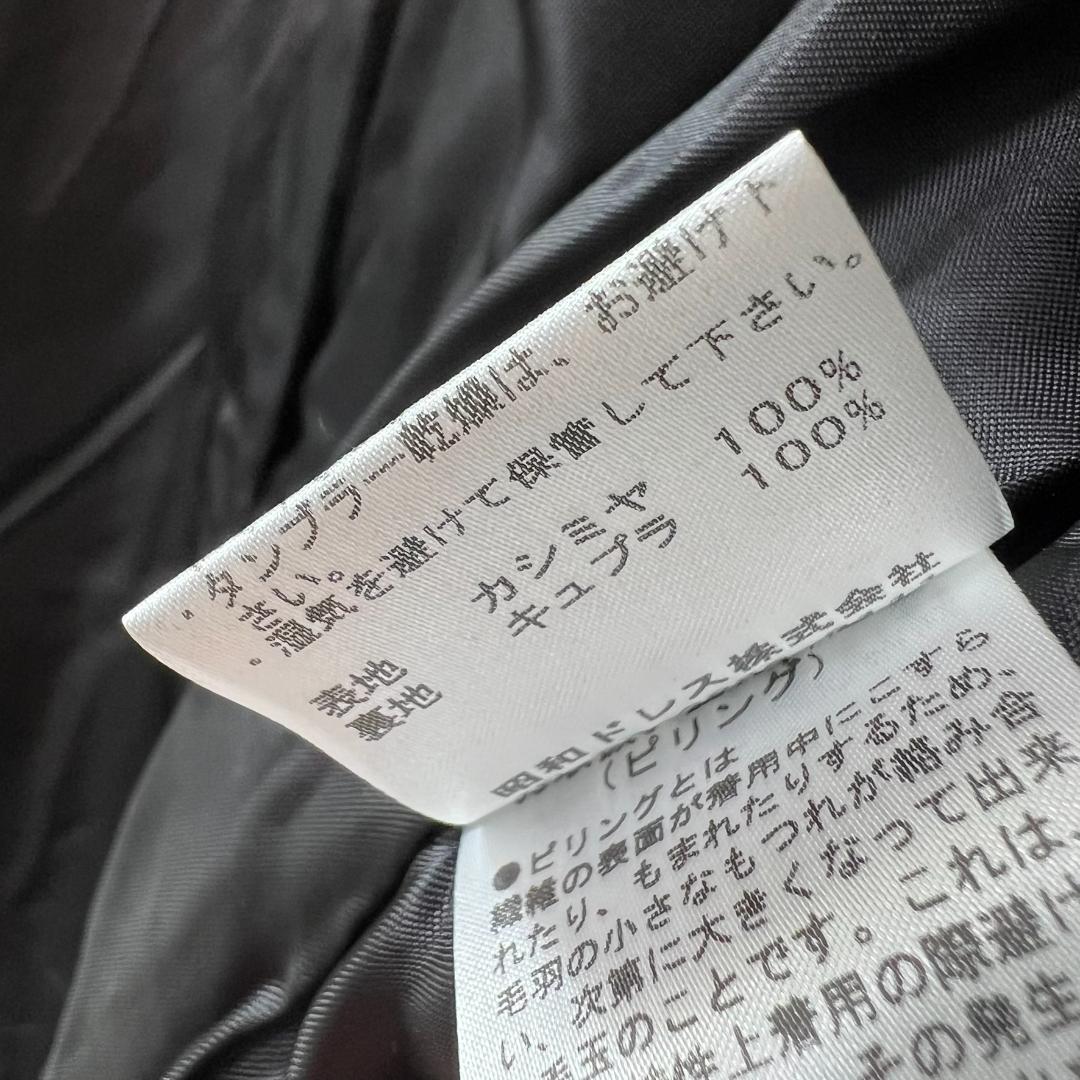 ・タンブラー乾燥は、お避け下
さい。
・湿気を避けて保管して下さい。
表地 カシミヤ 100%
裏地 キュプラ 100%
昭和ドレス株式会社
(ピリング)
●ピリングとは
繊維の表面が着用中にこすら
れたり、もまれたりするため、
毛羽の小さなもつれが絡み合
い、次第に大きくなって出来
毛玉のことです。これは、
性上着用の際避け
の発生